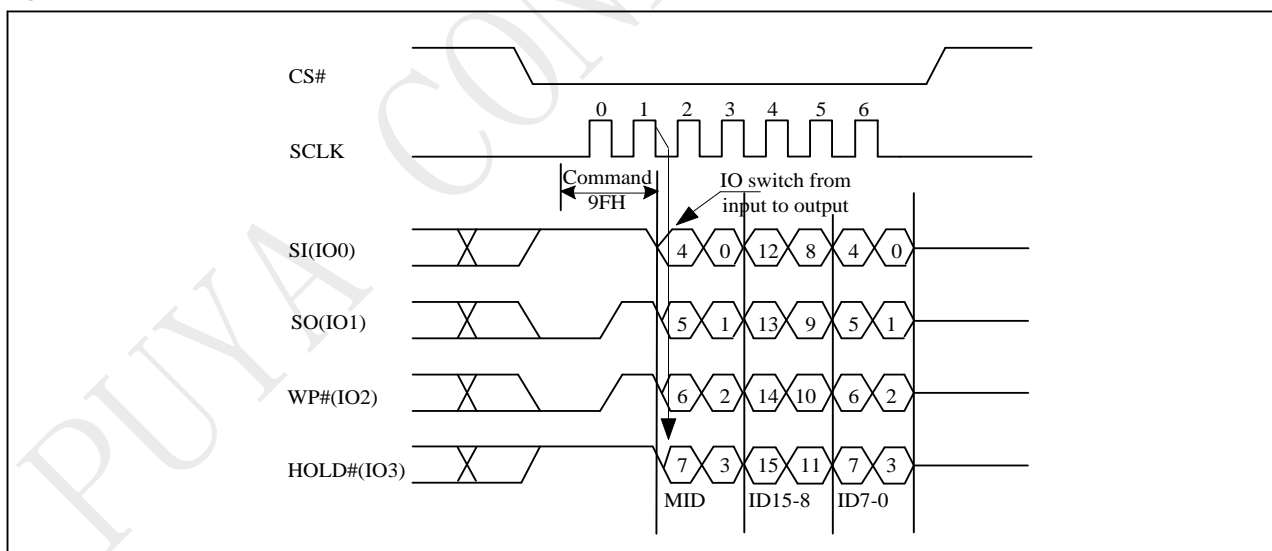 PUYA CON
CS#
0 1 2 3 4 5 6
SCLK
Command
9FH
IO switch from
input to output
SI(IO0)
4 0 12 8 4 0
SO(IO1)
5 1 13 9 5 1
WP#(IO2)
6 2 14 10 6 2
HOLD#(IO3)
7 3 15 11 7 3
MID ID15-8 ID7-0